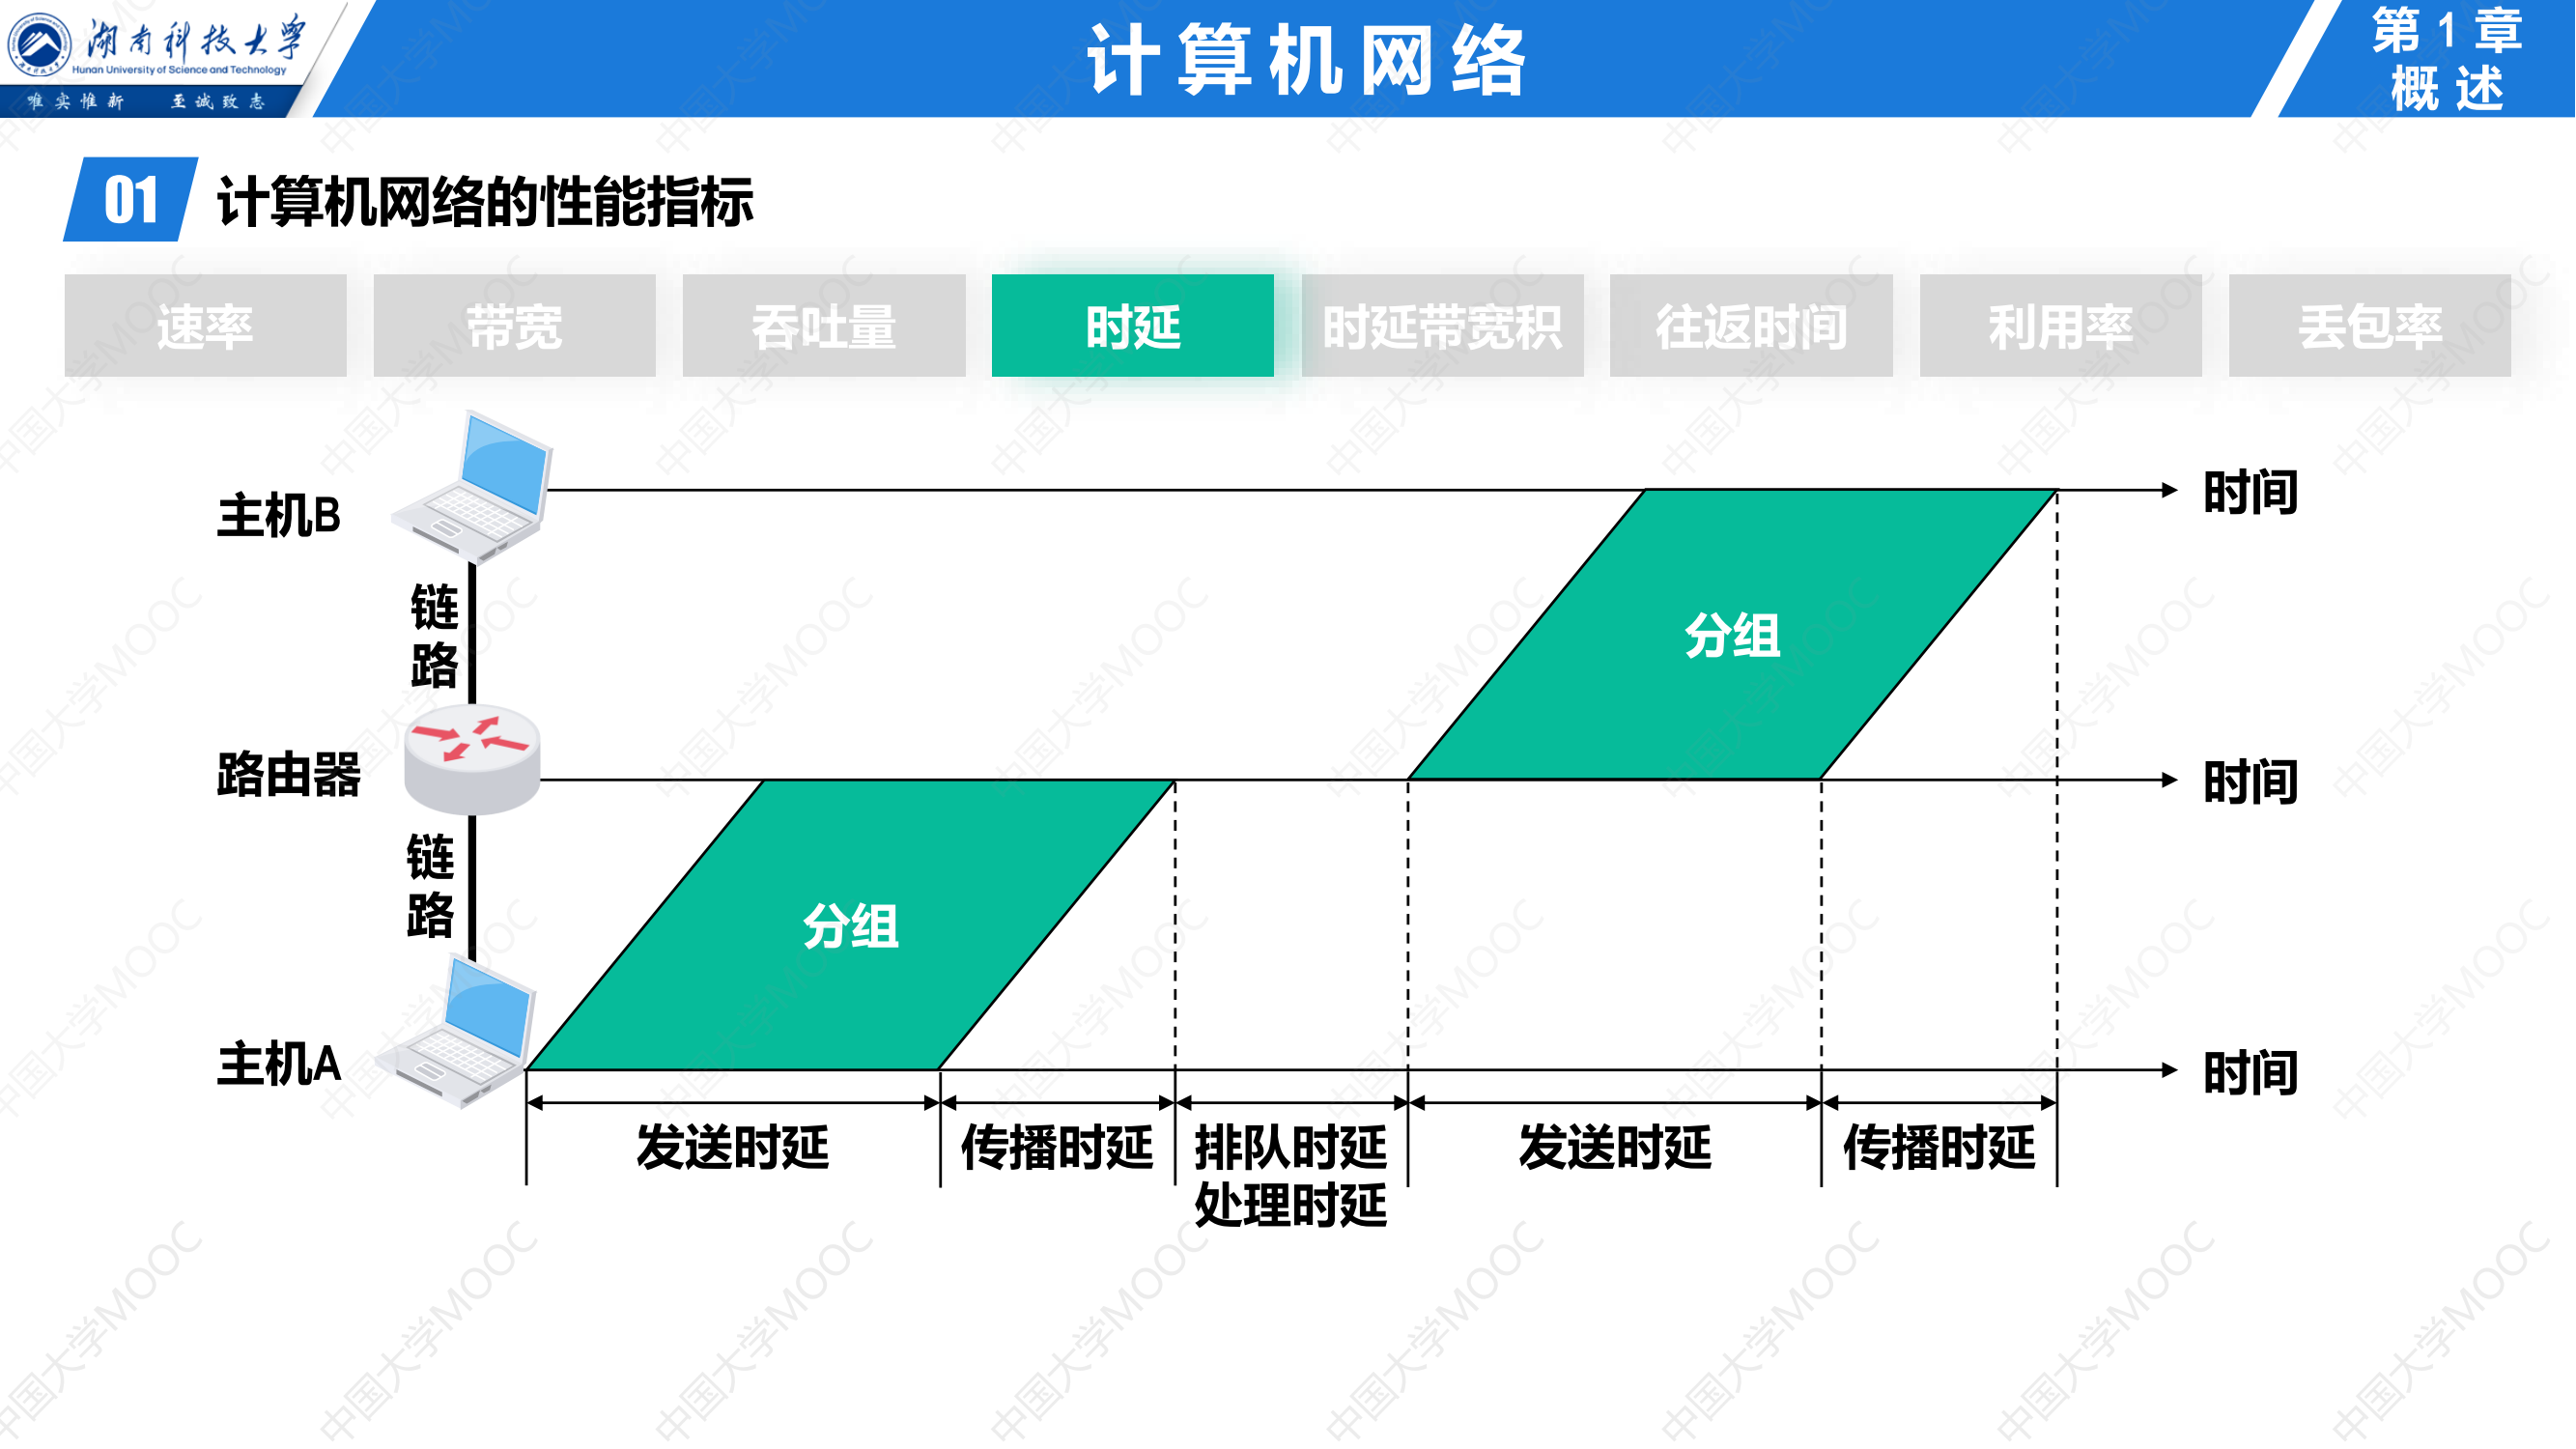 湖南科技大学
Hunan University of Science and Technology
唯实惟新 至诚致志
计算机网络
第1章
概述
01 计算机网络的性能指标
速率 带宽 吞吐量 时延 时延带宽积 往返时间 利用率 丢包率
主机B
时间
链路
分组
路由器
时间
链路
分组
主机A
时间
发送时延 传播时延 排队时延 发送时延 传播时延
处理时延
中国大学MOOC